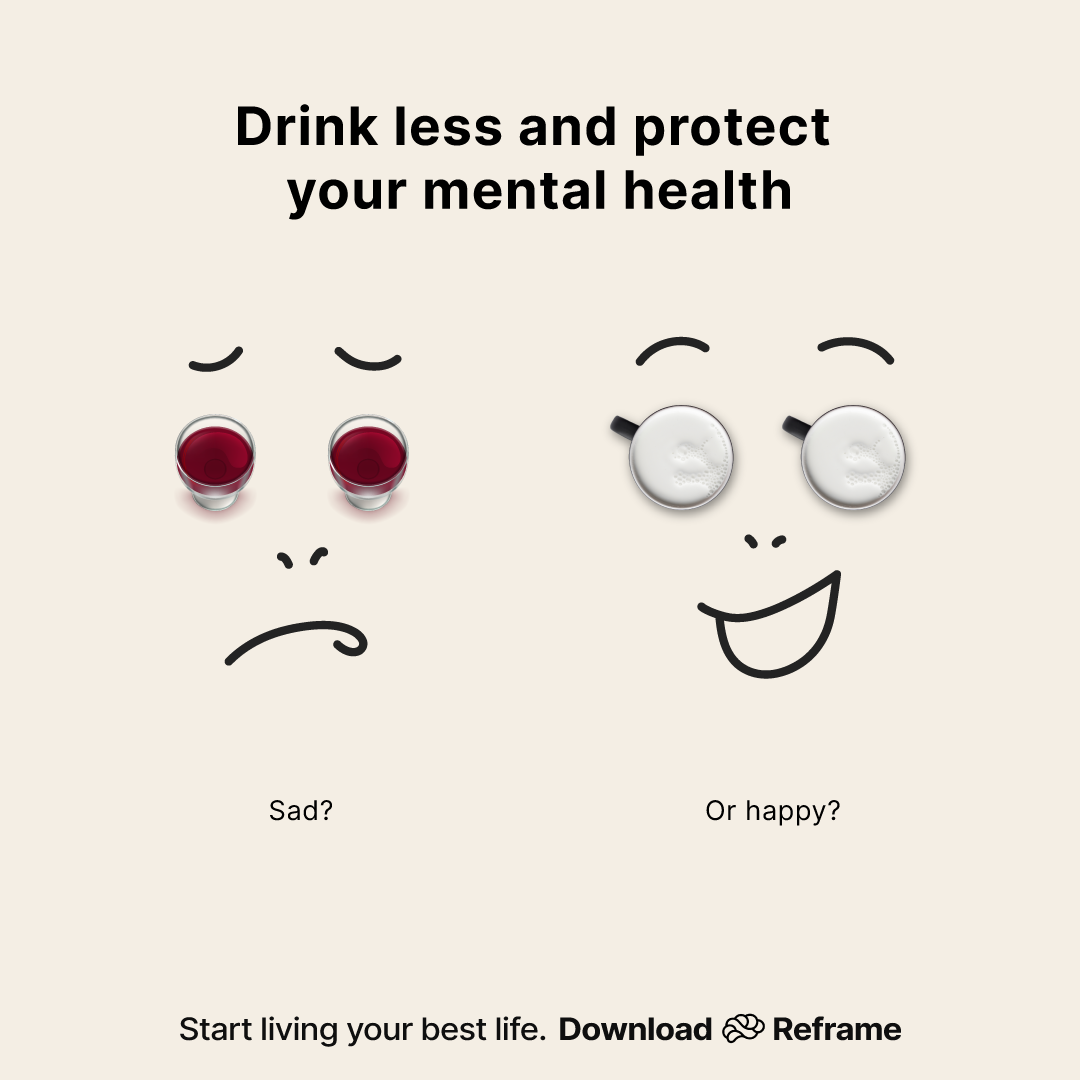 Drink less and protect
your mental health
Sad?
Or happy?
Start living your best life. Download Reframe